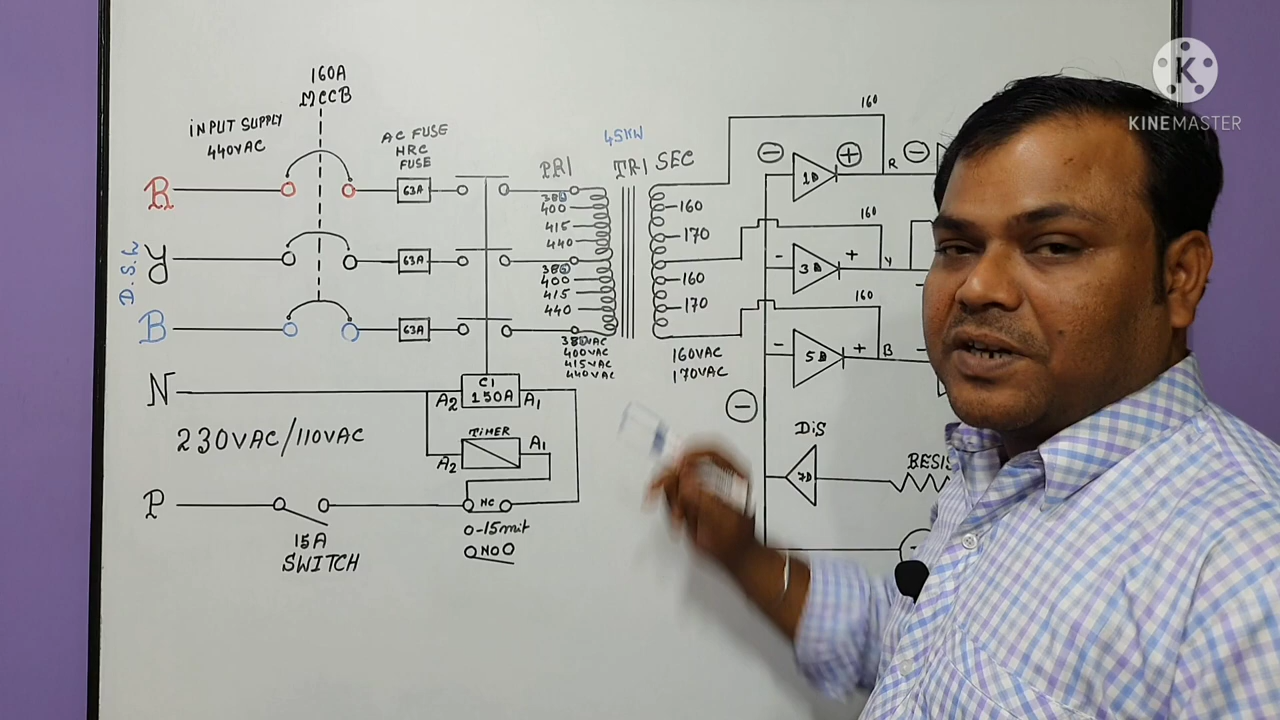 160A
MCCB
INPUT SUPPLY
440VAC
AC FUSE
HRC
FUSE
45KW
PRI
TR1
SEC
160
K
KINEMASTER
R
63A
380
400
415
440
160
170
1D
R
D.S.W
Y
63A
380
400
415
440
160
170
160
3D
Y
B
63A
380VAC
400VAC
415VAC
440VAC
160VAC
170VAC
160
5D
B
N
A2
C1
150A
A1
230VAC/110VAC
TIMER
A2
A1
DIS
7D
P
NC
15A
SWITCH
0-15mit
NO